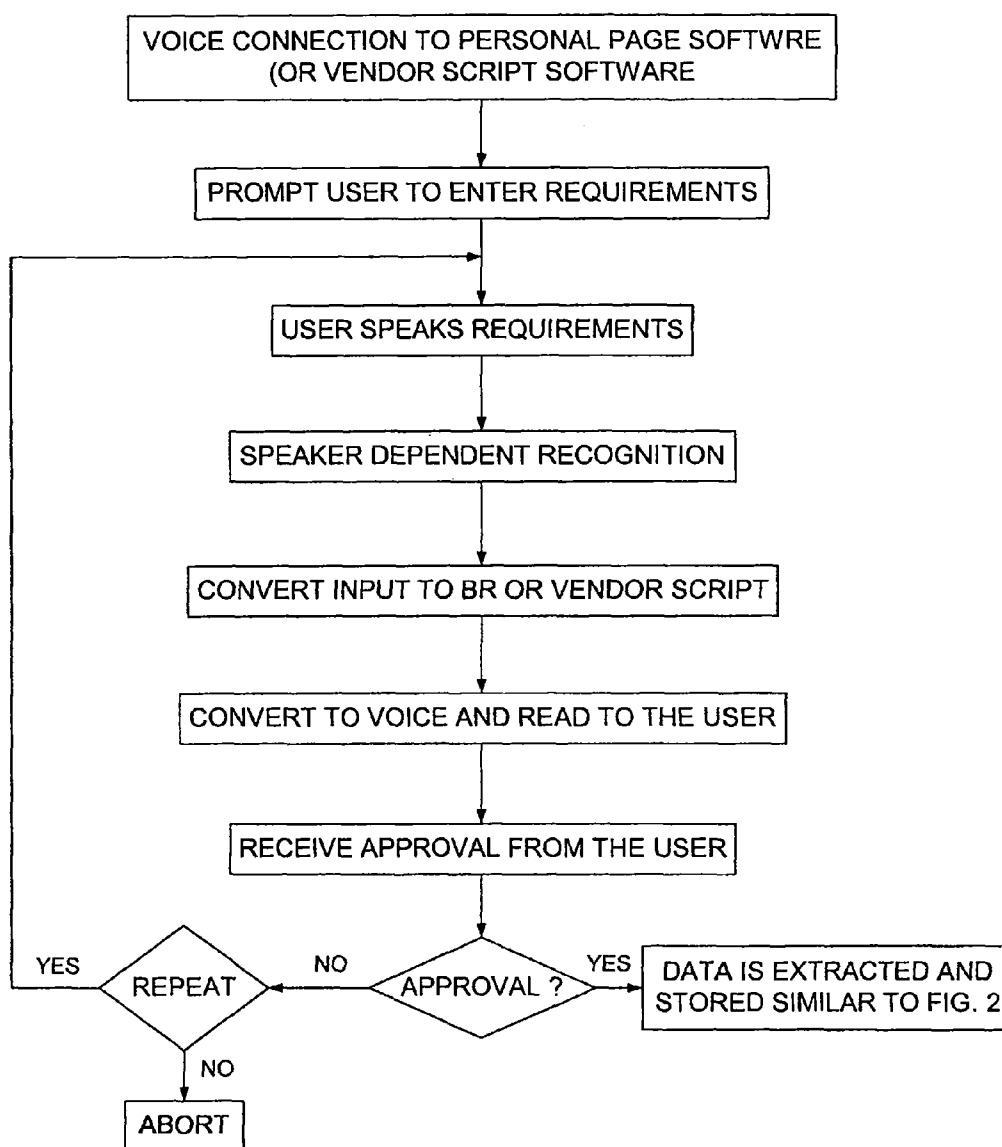 VOICE CONNECTION TO PERSONAL PAGE SOFTWRE
(OR VENDOR SCRIPT SOFTWARE
PROMPT USER TO ENTER REQUIREMENTS
USER SPEAKS REQUIREMENTS
SPEAKER DEPENDENT RECOGNITION
CONVERT INPUT TO BR OR VENDOR SCRIPT
CONVERT TO VOICE AND READ TO THE USER
RECEIVE APPROVAL FROM THE USER
YES
REPEAT
NO
APPROVAL ?
YES
DATA IS EXTRACTED AND
STORED SIMILAR TO FIG. 2
NO
ABORT